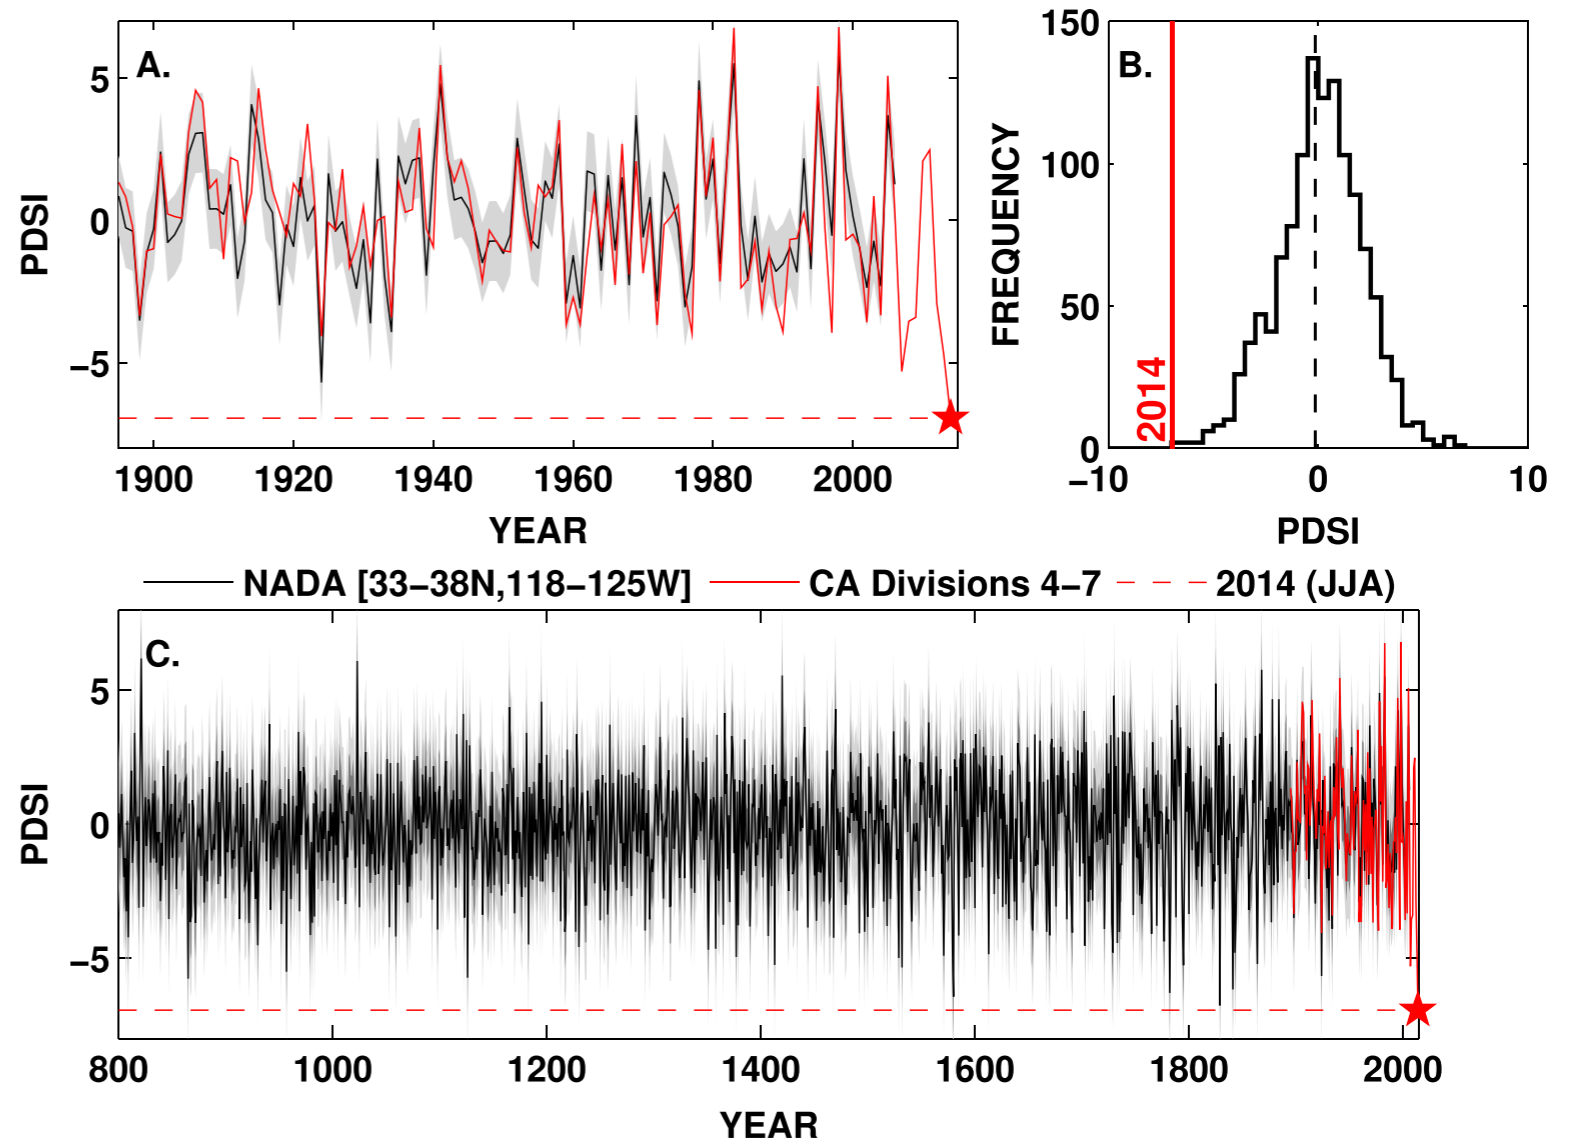 A.
5
0
−5
PDSI
1900 1920 1940 1960 1980 2000
YEAR
B.
150
100
50
0
FREQUENCY
2014
−10 0 10
PDSI
NADA [33−38N,118−125W] CA Divisions 4−7 2014 (JJA)
C.
5
0
−5
PDSI
800 1000 1200 1400 1600 1800 2000
YEAR